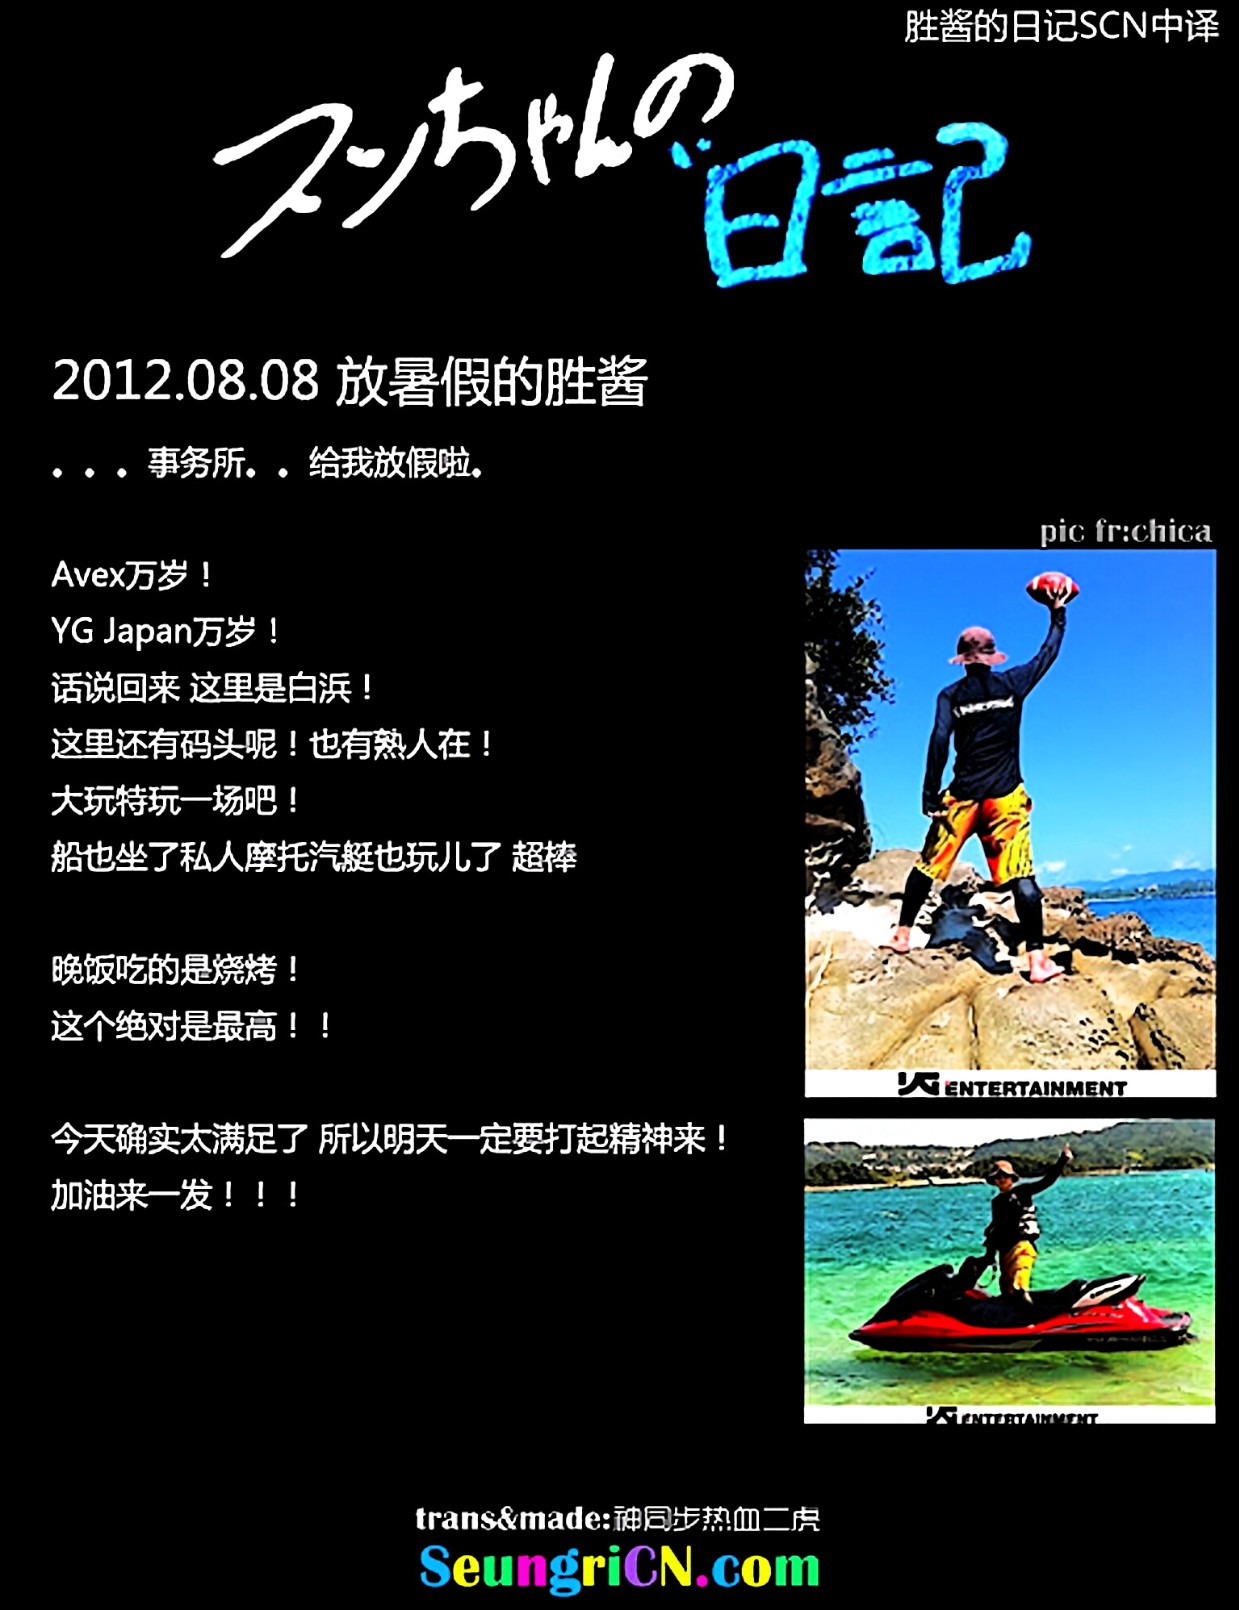 胜酱的日记SCN中译
スンちゃんの
日記
2012.08.08 放暑假的胜酱
。。。事务所。。给我放假啦。
pic fr:chica
Avex万岁！
YG Japan万岁！
话说回来 这里是白浜！
这里还有码头呢！也有熟人在！
大玩特玩一场吧！
船也坐了私人摩托汽艇也玩儿了 超棒
晚饭吃的是烧烤！
这个绝对是最高！！
YG ENTERTAINMENT
今天确实太满足了 所以明天一定要打起精神来！
加油来一发！！！
YG ENTERTAINMENT
trans&made:神同步热血二虎
SeungriCN.com